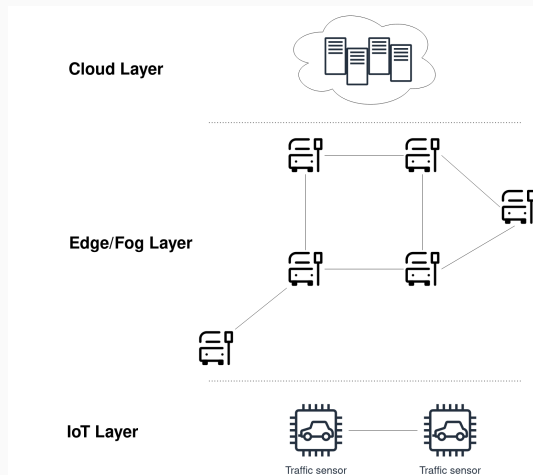 Cloud Layer
Edge/Fog Layer
IoT Layer
Traffic sensor
Traffic sensor